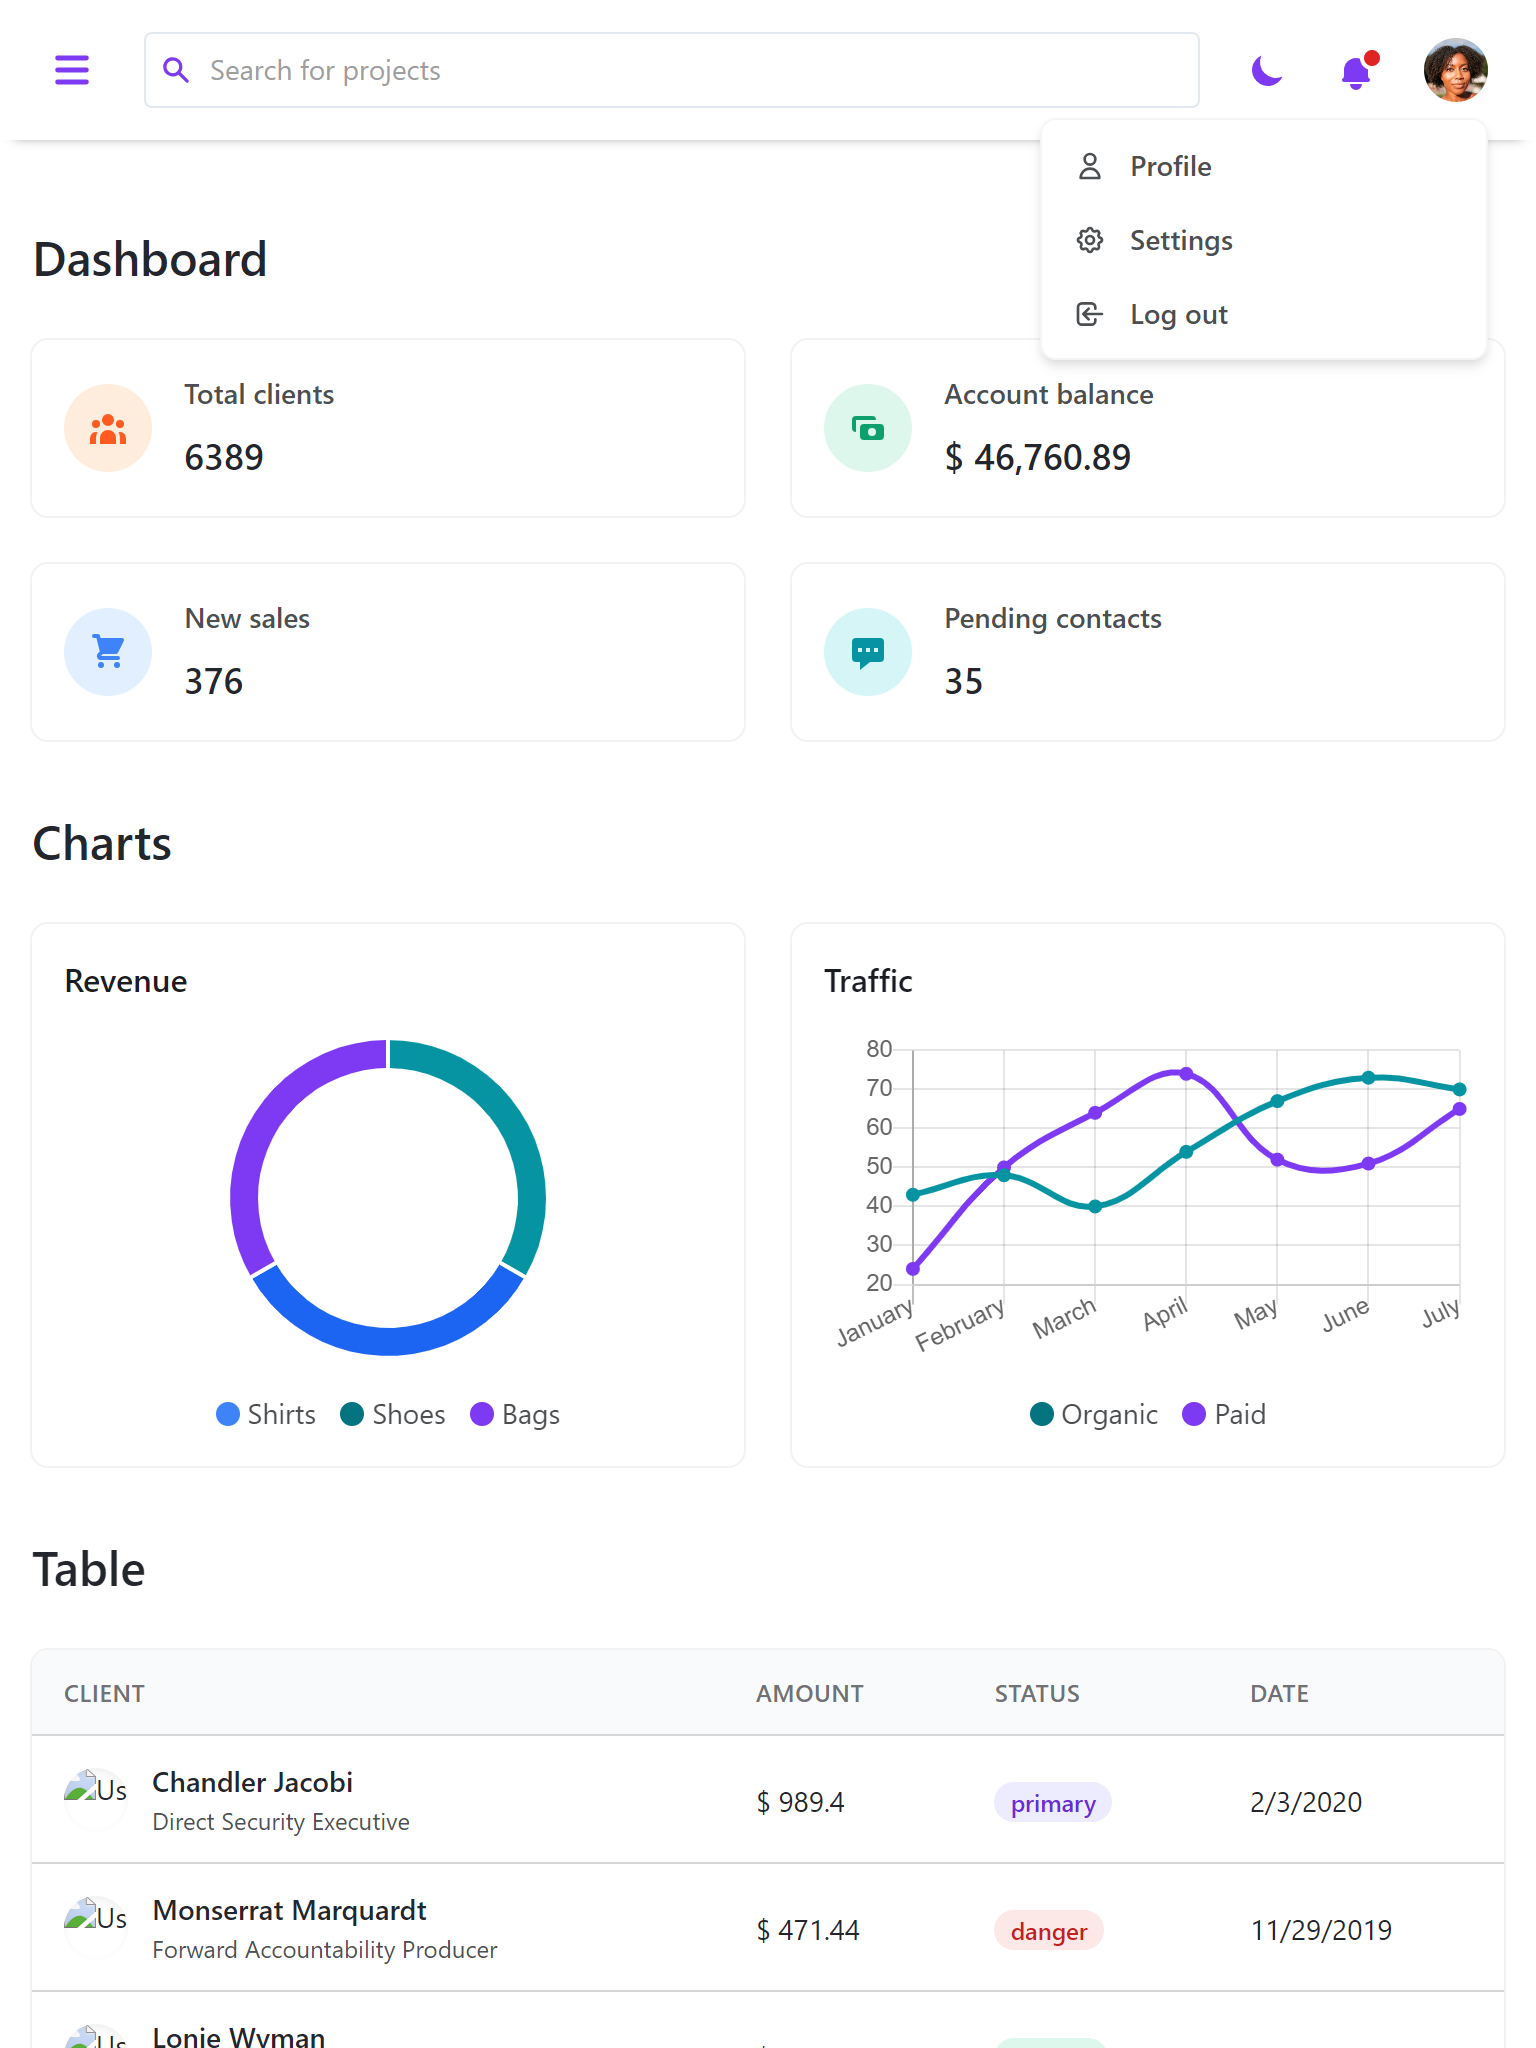 Search for projects
Profile
Settings
Log out
Dashboard
Total clients
6389
Account balance
$ 46,760.89
New sales
376
Pending contacts
35
Charts
Revenue
Shirts Shoes Bags
Traffic
80
70
60
50
40
30
20
January February March April May June July
Organic Paid
Table
CLIENT AMOUNT STATUS DATE
Us Chandler Jacobi
Direct Security Executive
$ 989.4 primary 2/3/2020
Us Monserrat Marquardt
Forward Accountability Producer
$ 471.44 danger 11/29/2019
Us Lonie Wyman